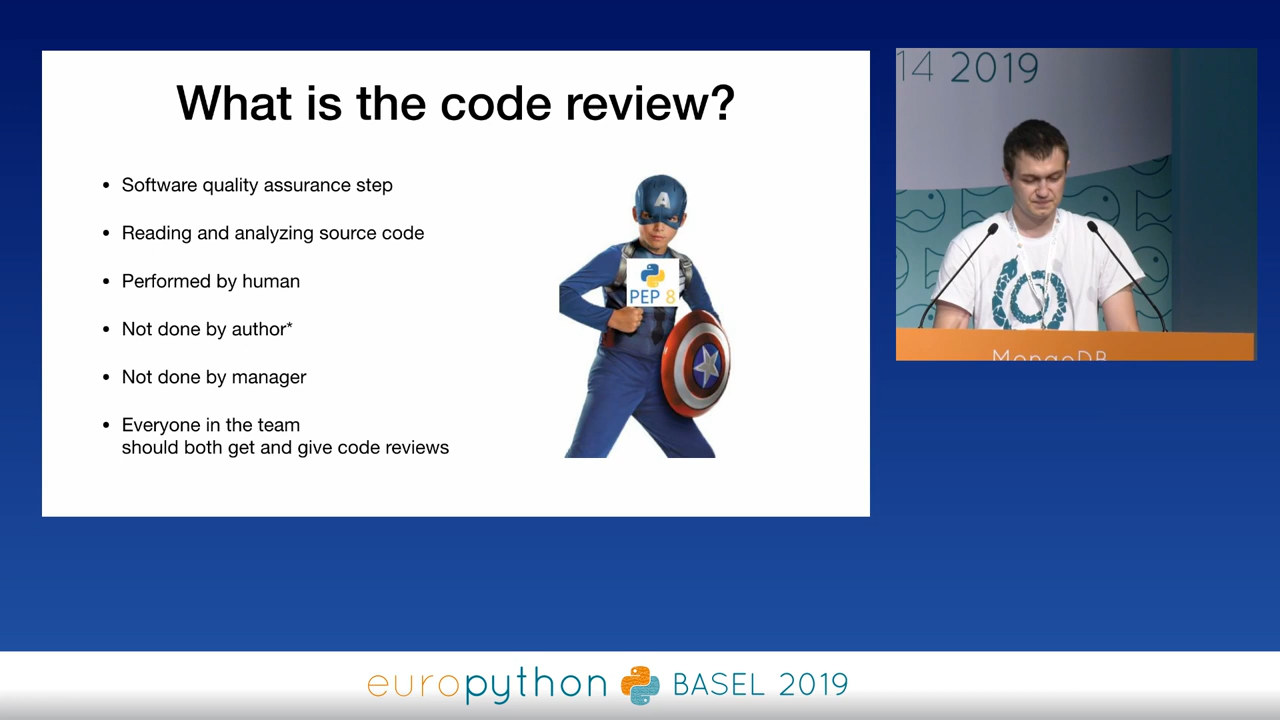 What is the code review?
• Software quality assurance step
• Reading and analyzing source code
• Performed by human
• Not done by author*
• Not done by manager
• Everyone in the team
should both get and give code reviews
A
PEP 8
14 2019
MongoDB
europython BASEL 2019